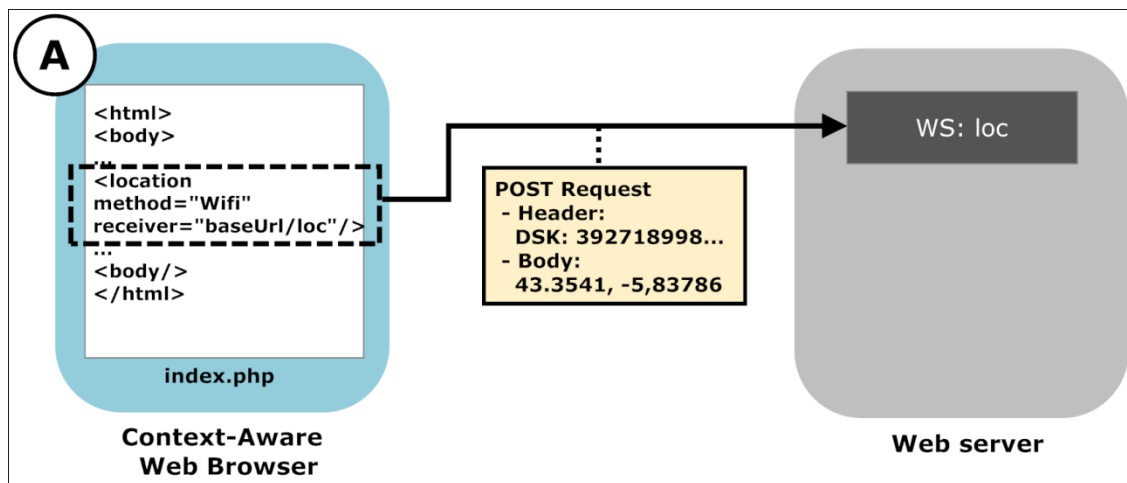 A
<html>
<body>
...
<location
method="Wifi"
receiver="baseUrl/loc"/>
...
<body/>
</html>
index.php
Context-Aware
Web Browser
POST Request
- Header:
DSK: 392718998...
- Body:
43.3541, -5,83786
WS: loc
Web server